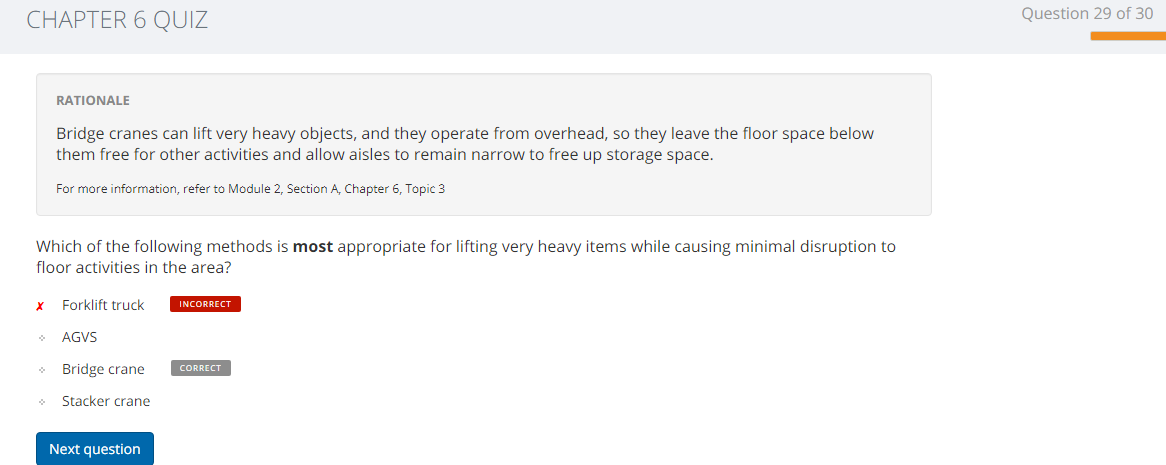 CHAPTER 6 QUIZ
Question 29 of 30
RATIONALE
Bridge cranes can lift very heavy objects, and they operate from overhead, so they leave the floor space below
them free for other activities and allow aisles to remain narrow to free up storage space.
For more information, refer to Module 2, Section A, Chapter 6, Topic 3
Which of the following methods is most appropriate for lifting very heavy items while causing minimal disruption to
floor activities in the area?
✗ Forklift truck INCORRECT
AGVS
Bridge crane CORRECT
Stacker crane
Next question